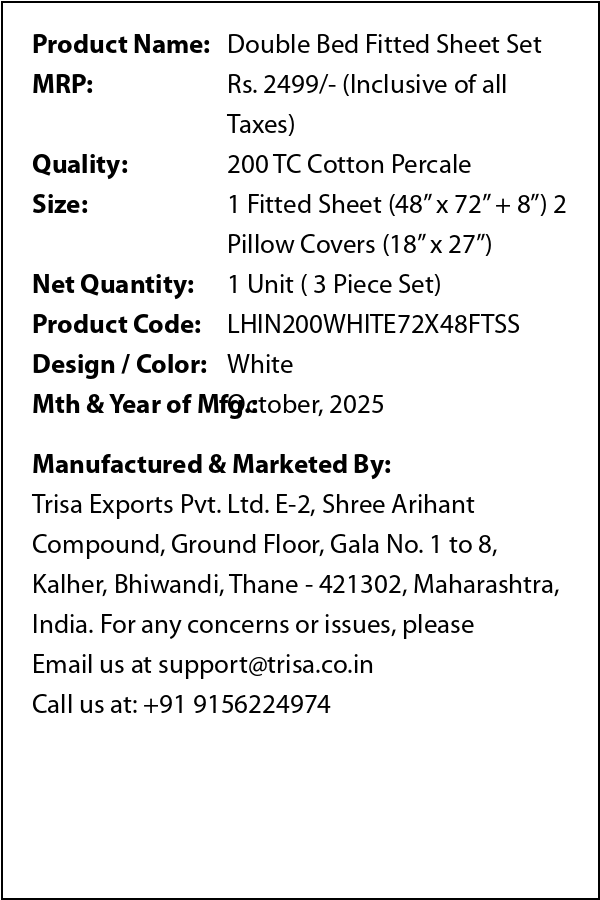 Product Name: Double Bed Fitted Sheet Set
MRP: Rs. 2499/- (Inclusive of all
Taxes)
Quality: 200 TC Cotton Percale
Size: 1 Fitted Sheet (48” x 72” + 8”) 2
Pillow Covers (18” x 27”)
Net Quantity: 1 Unit ( 3 Piece Set)
Product Code: LHIN200WHITE72X48FTSS
Design / Color: White
Mth & Year of Mfg.: October, 2025
Manufactured & Marketed By:
Trisa Exports Pvt. Ltd. E-2, Shree Arihant
Compound, Ground Floor, Gala No. 1 to 8,
Kalher, Bhiwandi, Thane - 421302, Maharashtra,
India. For any concerns or issues, please
Email us at support@trisa.co.in
Call us at: +91 9156224974